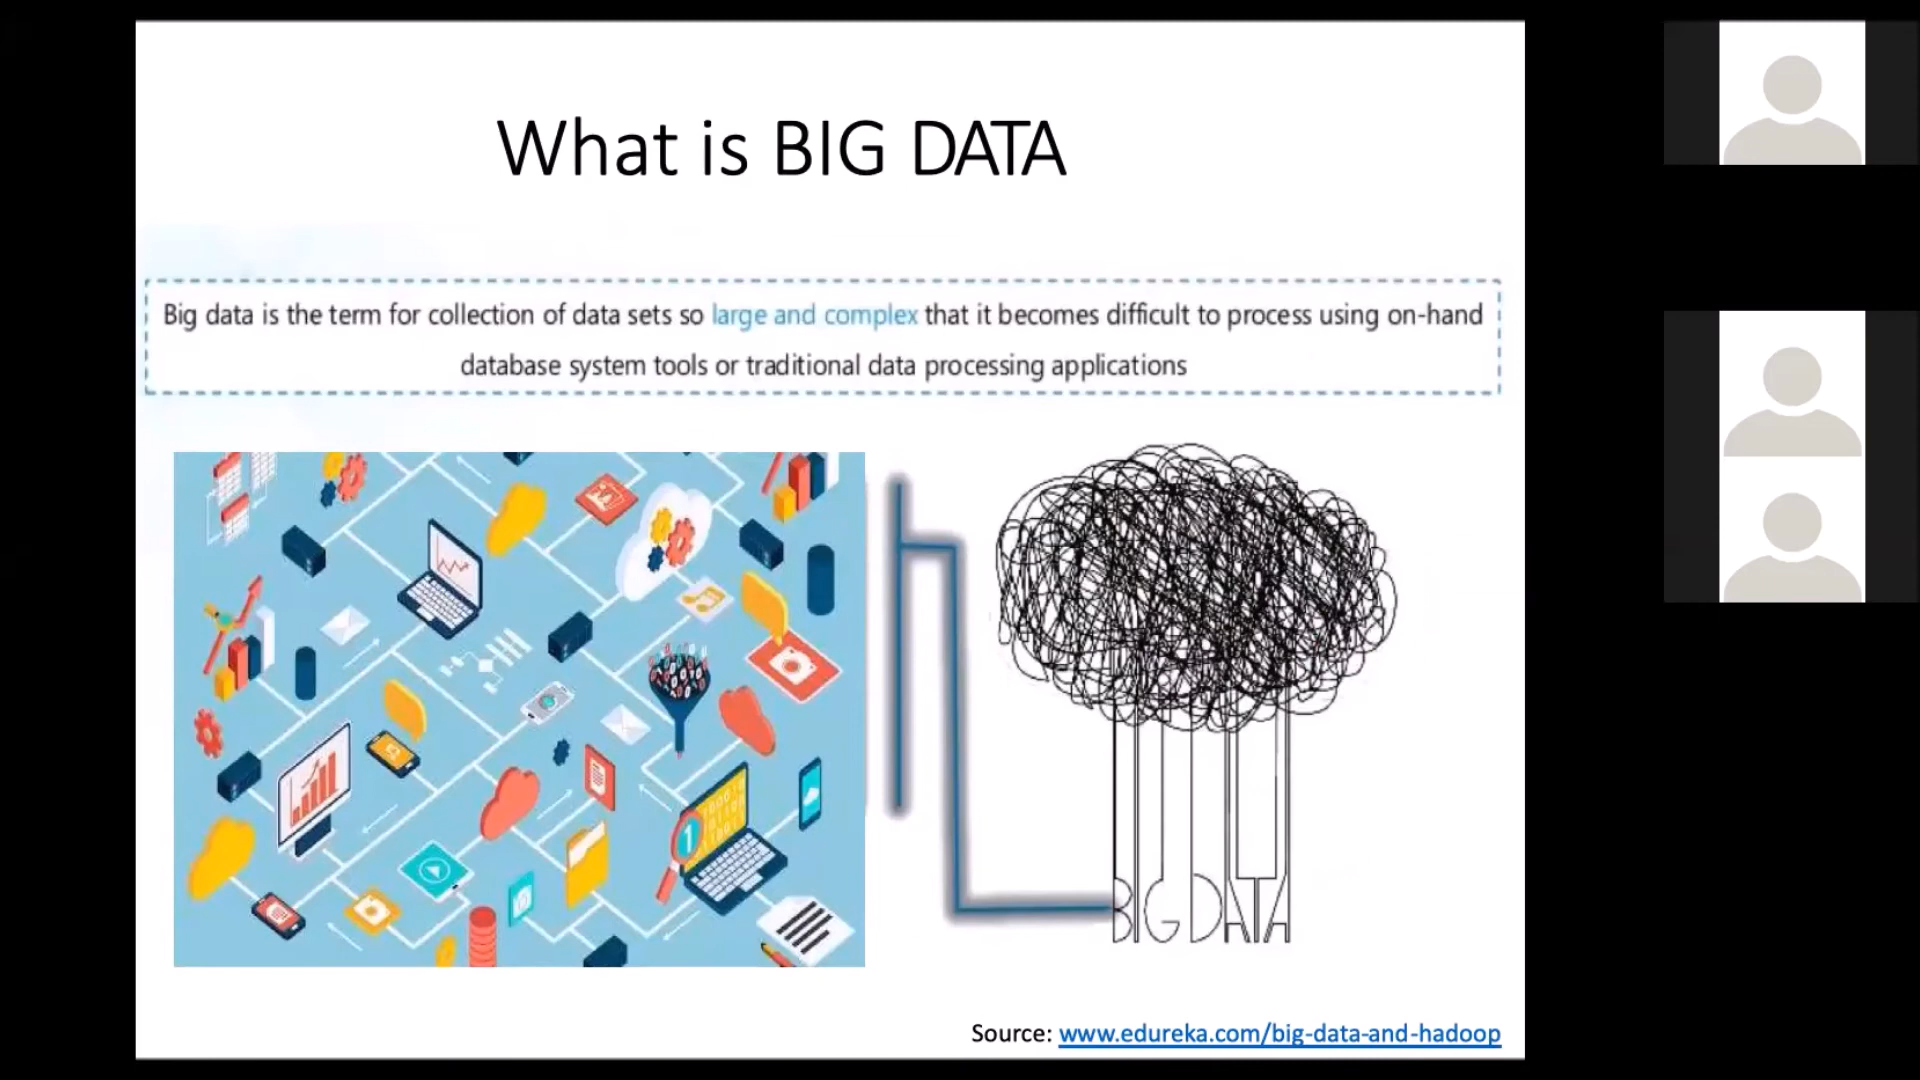 What is BIG DATA
Big data is the term for collection of data sets so large and complex that it becomes difficult to process using on-hand
database system tools or traditional data processing applications
1
BIG DATA
Source: www.edureka.com/big-data-and-hadoop